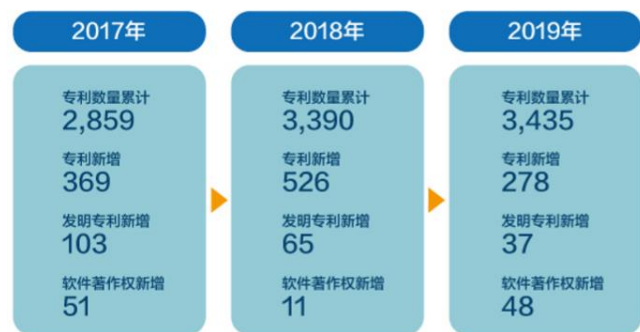 2017年
专利数量累计
2,859
专利新增
369
发明专利新增
103
软件著作权新增
51
2018年
专利数量累计
3,390
专利新增
526
发明专利新增
65
软件著作权新增
11
2019年
专利数量累计
3,435
专利新增
278
发明专利新增
37
软件著作权新增
48